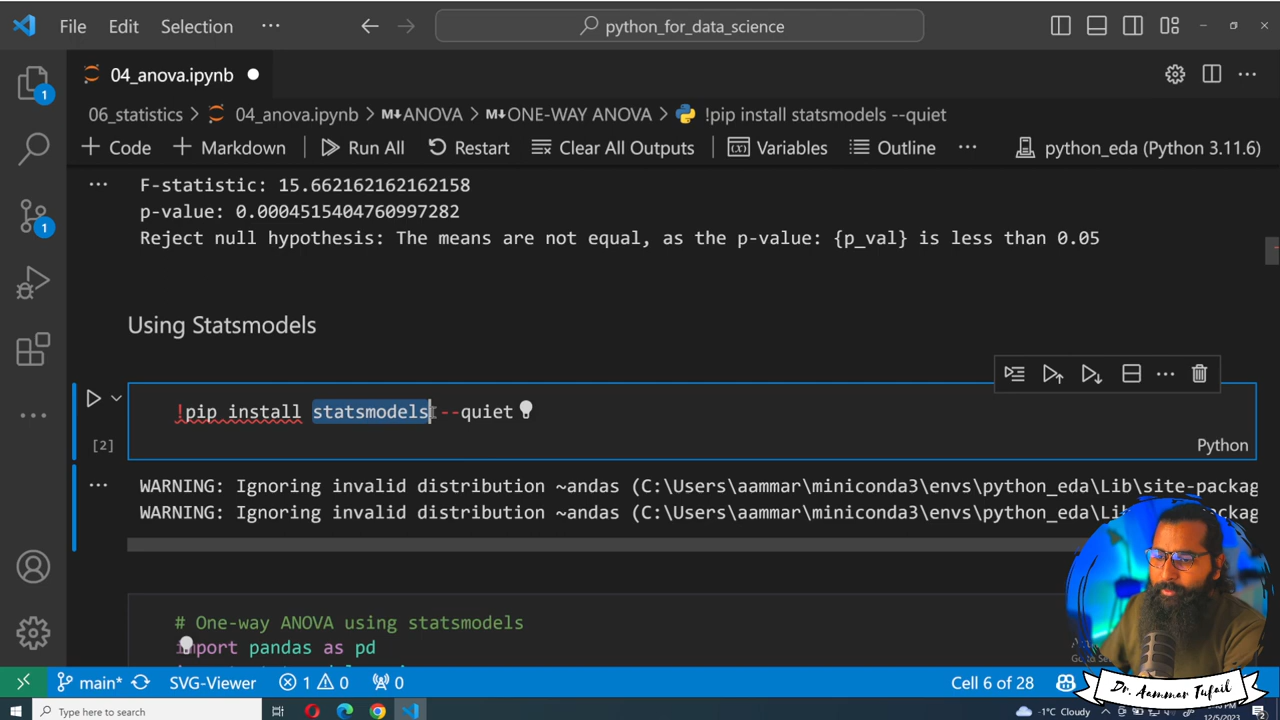 File Edit Selection ··· python_for_data_science
04_anova.ipynb
06_statistics > 04_anova.ipynb > M↓ANOVA > M↓ONE-WAY ANOVA > !pip install statsmodels --quiet
+ Code + Markdown Run All Restart Clear All Outputs Variables Outline ··· python_eda (Python 3.11.6)
F-statistic: 15.662162162162158
p-value: 0.0004515404760997282
Reject null hypothesis: The means are not equal, as the p-value: {p_val} is less than 0.05
Using Statsmodels
!pip install statsmodels --quiet
[2]
Python
WARNING: Ignoring invalid distribution ~andas (C:\Users\aammar\miniconda3\envs\python_eda\Lib\site-packag
WARNING: Ignoring invalid distribution ~andas (C:\Users\aammar\miniconda3\envs\python_eda\L
# One-way ANOVA using statsmodels
import pandas as pd
1
1
main* SVG-Viewer 1 0 0 Cell 6 of 28
Dr. Aammar Tufail
Type here to search
-1°C Cloudy
12/5/2023